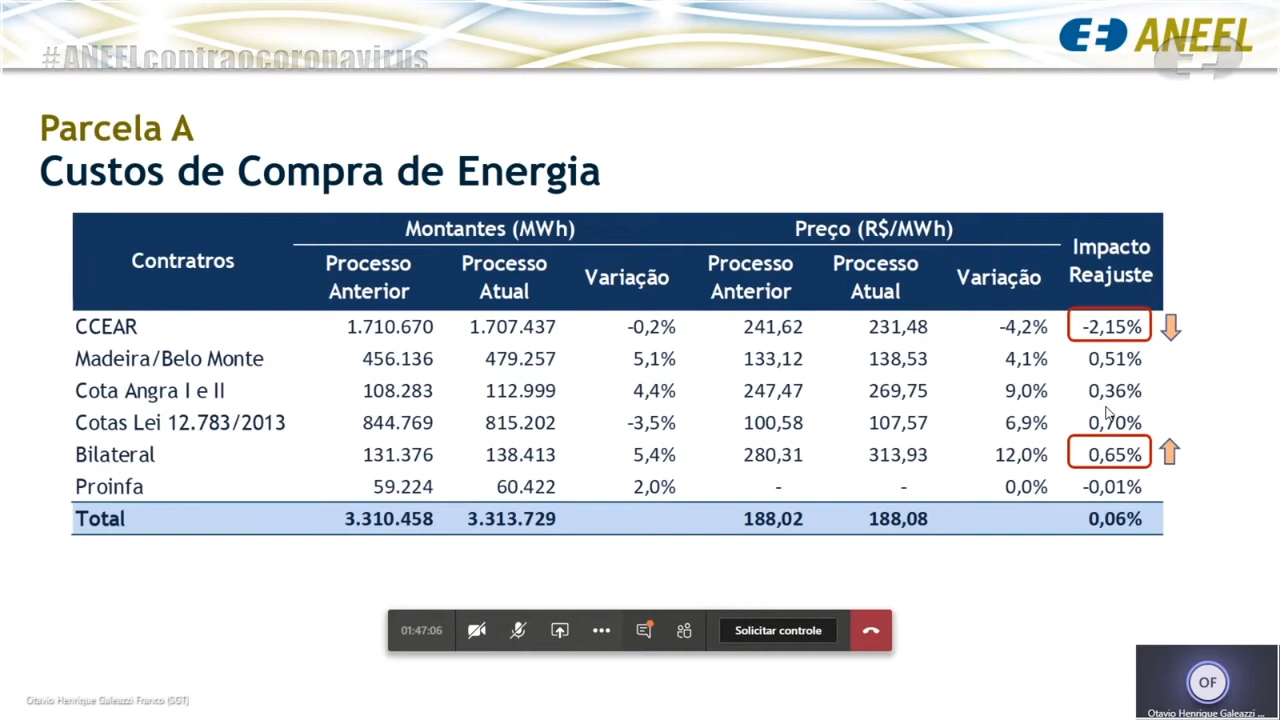 #ANEELcontraocoronavirus
ANEEL
Parcela A
Custos de Compra de Energia
Contratros Montantes (MWh) Preço (R$/MWh) Impacto Reajuste
Processo Anterior Processo Atual Variação Processo Anterior Processo Atual Variação
CCEAR 1.710.670 1.707.437 -0,2% 241,62 231,48 -4,2% -2,15%
Madeira/Belo Monte 456.136 479.257 5,1% 133,12 138,53 4,1% 0,51%
Cota Angra I e II 108.283 112.999 4,4% 247,47 269,75 9,0% 0,36%
Cotas Lei 12.783/2013 844.769 815.202 -3,5% 100,58 107,57 6,9% 0,70%
Bilateral 131.376 138.413 5,4% 280,31 313,93 12,0% 0,65%
Proinfa 59.224 60.422 2,0% - - 0,0% -0,01%
Total 3.310.458 3.313.729 188,02 188,08 0,06%
01:47:06 Solicitar controle
OF
Otavio Henrique Galeazzi ...
Otavio Henrique Galeazzi Franco (SGT)